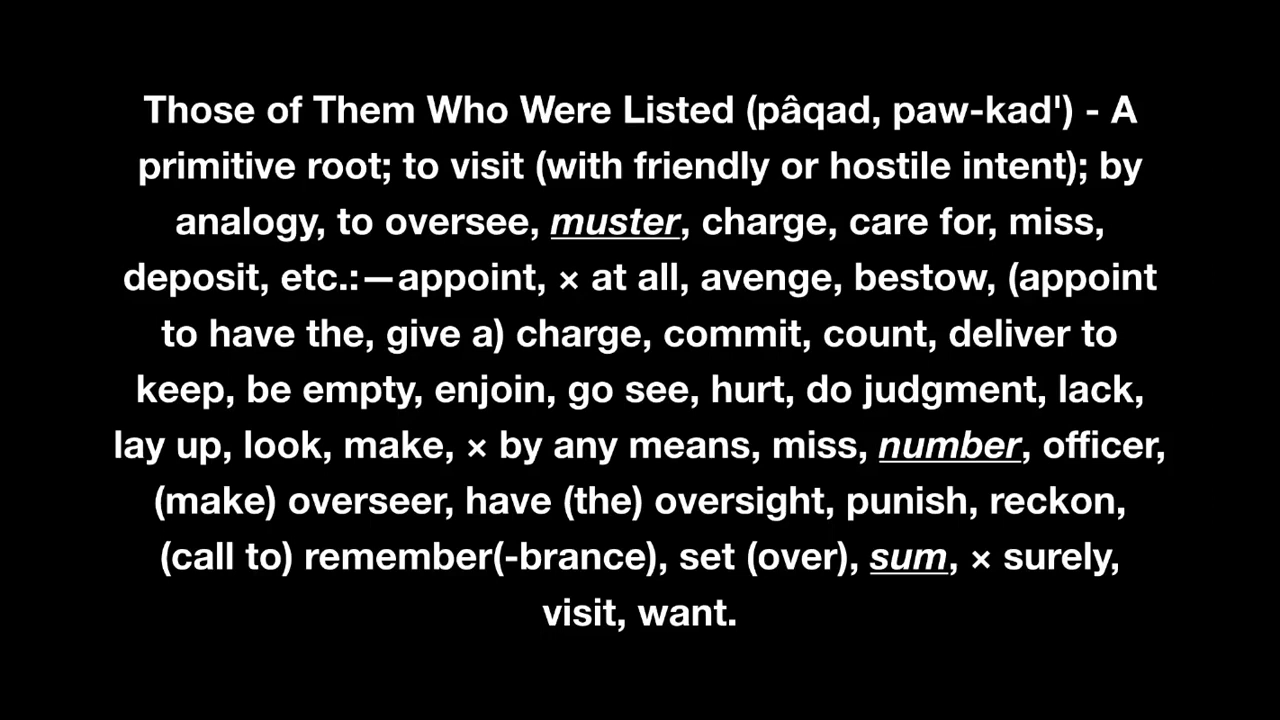 Those of Them Who Were Listed (pâqad, paw-kad') - A
primitive root; to visit (with friendly or hostile intent); by
analogy, to oversee, muster, charge, care for, miss,
deposit, etc.:—appoint, × at all, avenge, bestow, (appoint
to have the, give a) charge, commit, count, deliver to
keep, be empty, enjoin, go see, hurt, do judgment, lack,
lay up, look, make, × by any means, miss, number, officer,
(make) overseer, have (the) oversight, punish, reckon,
(call to) remember(-brance), set (over), sum, × surely,
visit, want.